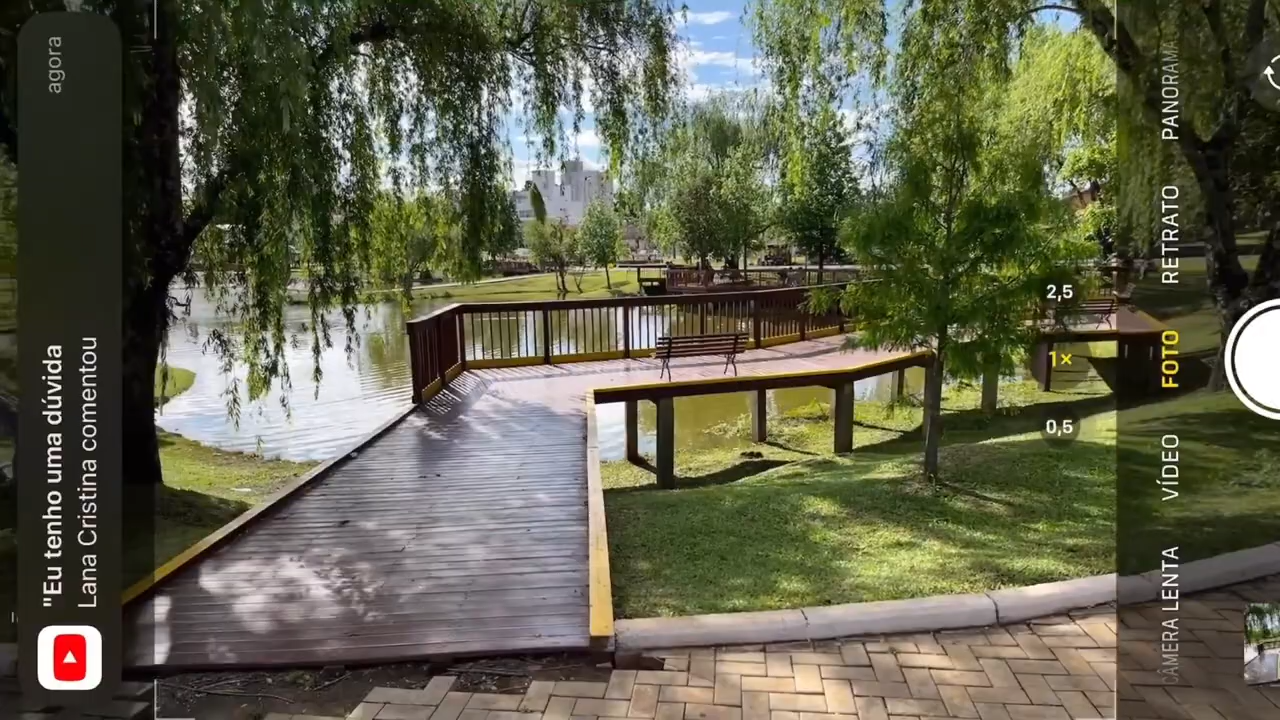 agora
"Eu tenho uma dúvida
Lana Cristina comentou
2,5
1×
0,5
PANORAMA
RETRATO
FOTO
VÍDEO
CÂMERA LENTA